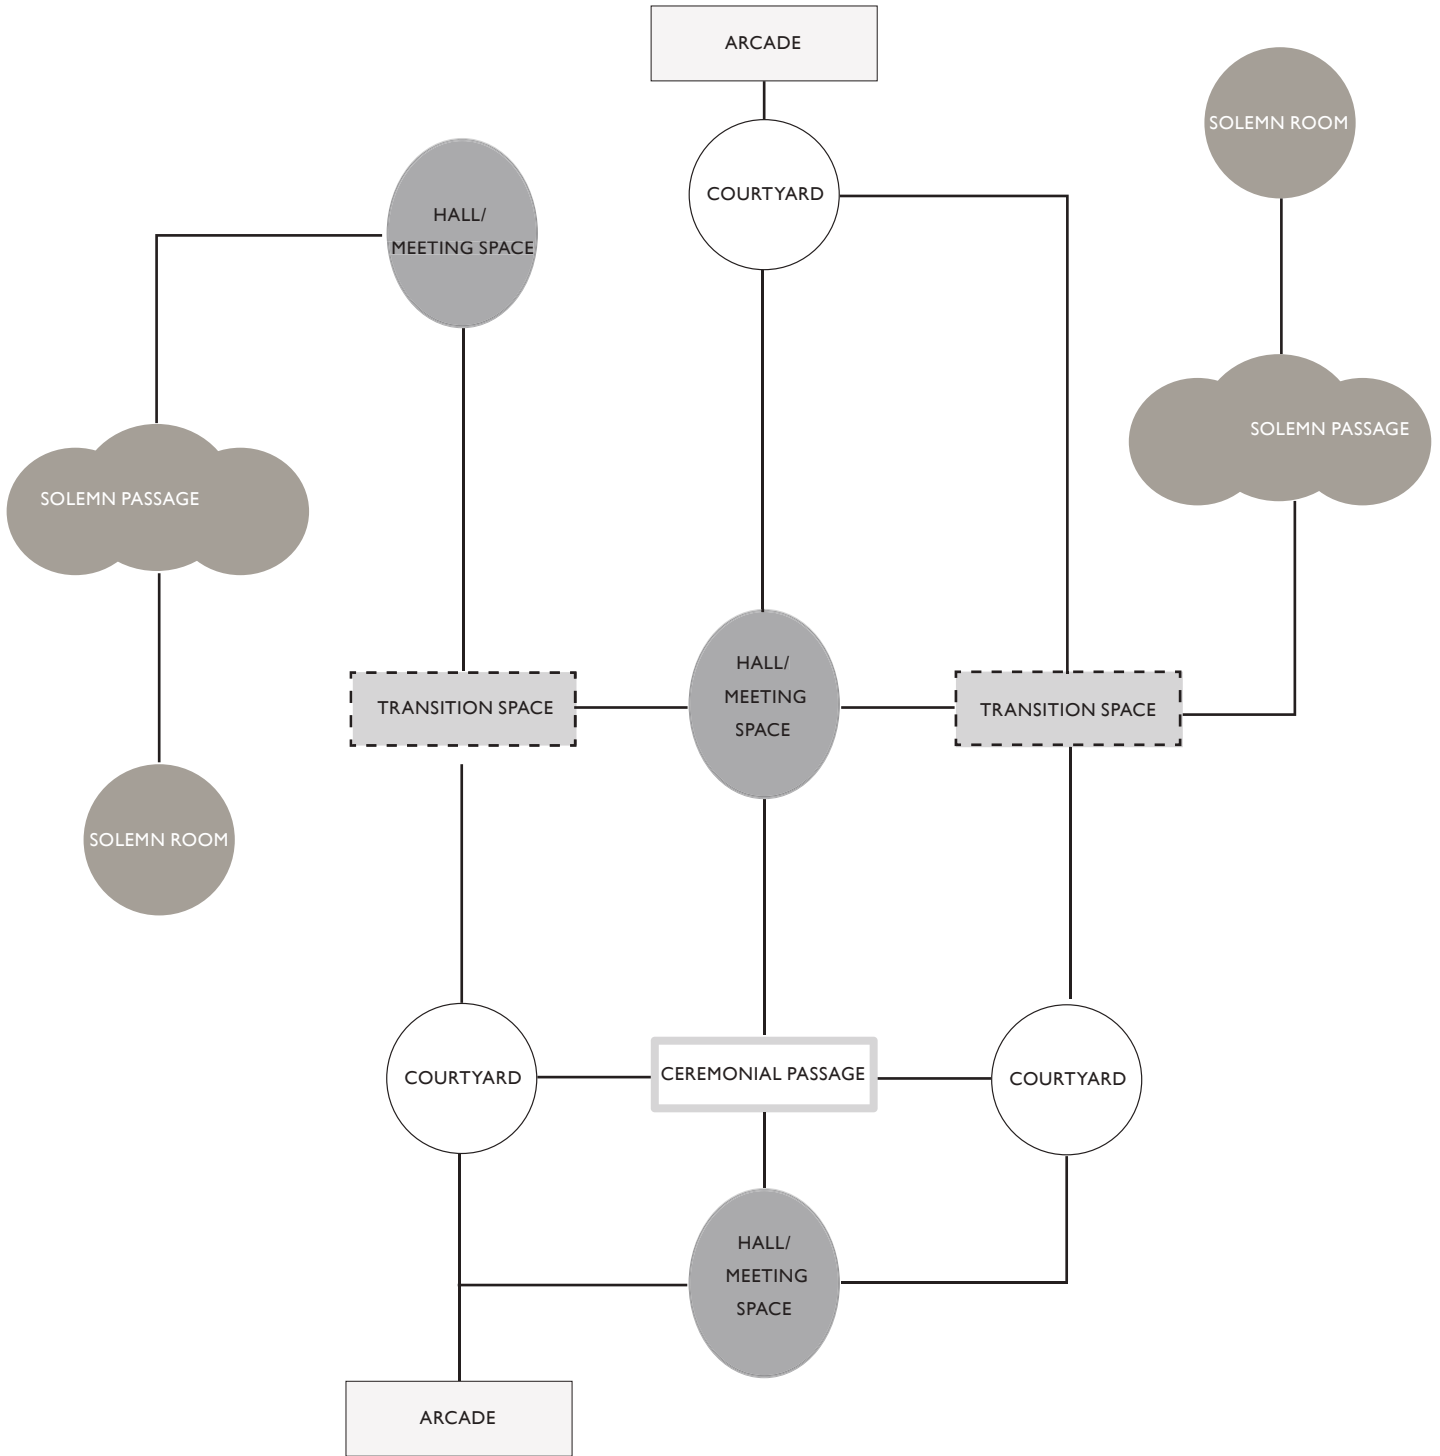 ARCADE
SOLEMN ROOM
COURTYARD
HALL/
MEETING SPACE
SOLEMN PASSAGE
SOLEMN PASSAGE
HALL/
MEETING
SPACE
TRANSITION SPACE
TRANSITION SPACE
SOLEMN ROOM
COURTYARD
CEREMONIAL PASSAGE
COURTYARD
HALL/
MEETING
SPACE
ARCADE